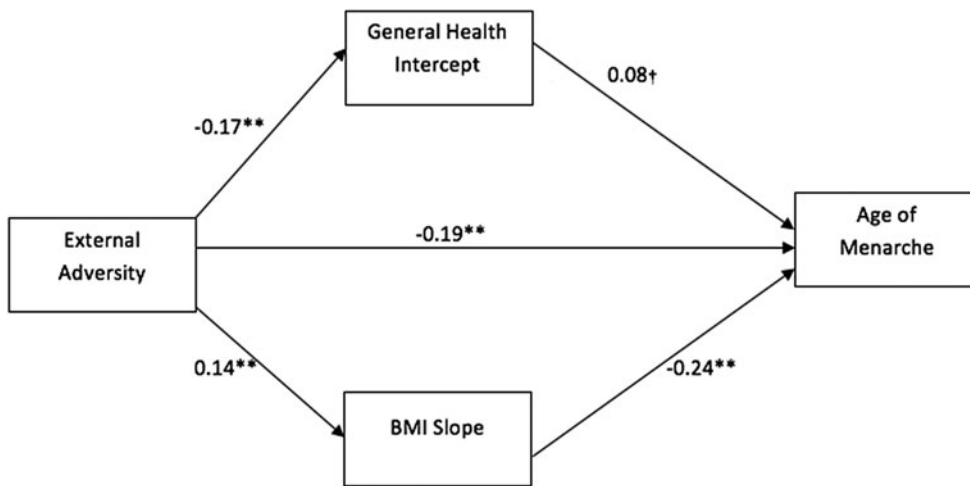 General Health
Intercept
0.08†
-0.17**
External
Adversity
-0.19**
Age of
Menarche
0.14**
-0.24**
BMI Slope